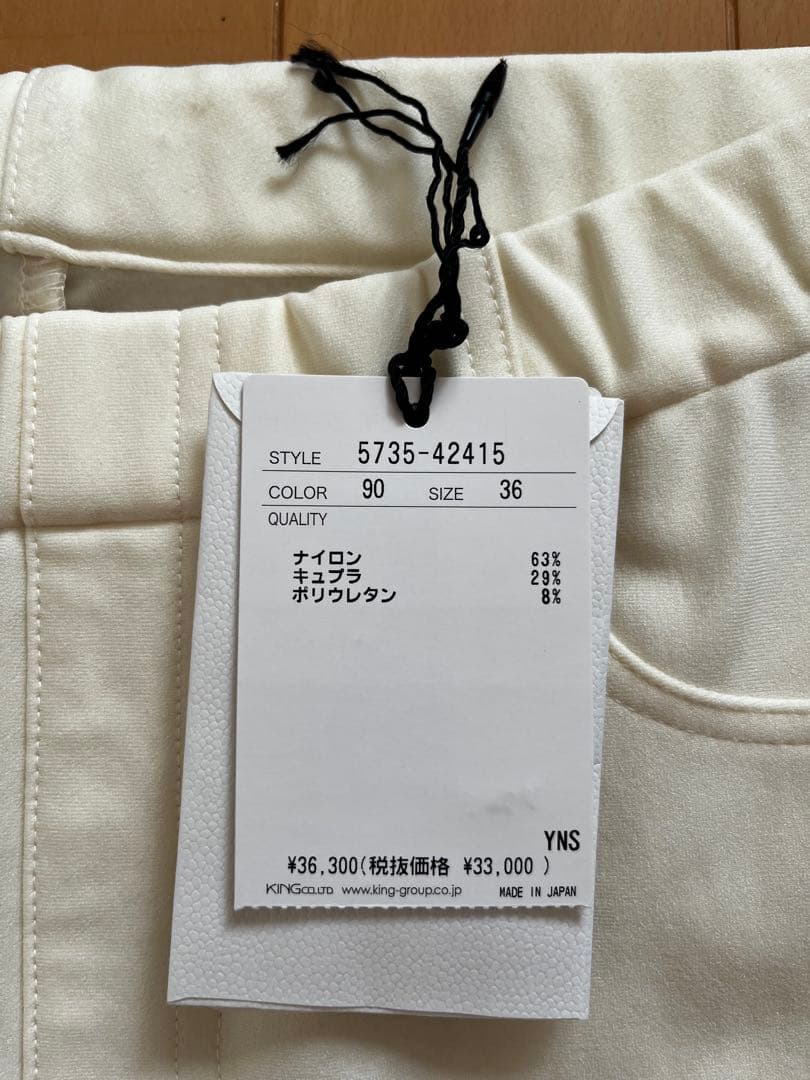 STYLE 5735-42415
COLOR 90 SIZE 36
QUALITY
ナイロン 63%
キュプラ 29%
ポリウレタン 8%
YNS
¥36,300(税抜価格 ¥33,000 )
KING CO.,LTD www.king-group.co.jp MADE IN JAPAN